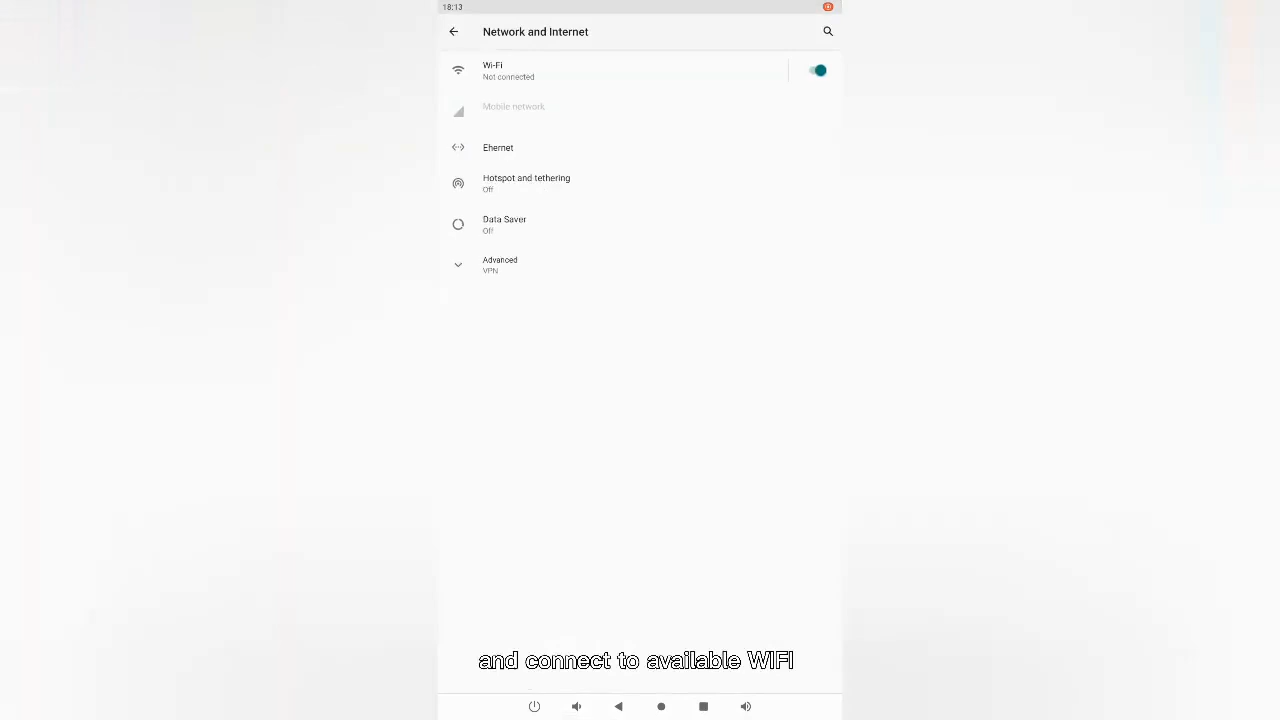 18:13
Network and Internet
Wi-Fi
Not connected
Mobile network
Ehernet
Hotspot and tethering
Off
Data Saver
Off
Advanced
VPN
and connect to available WIFI